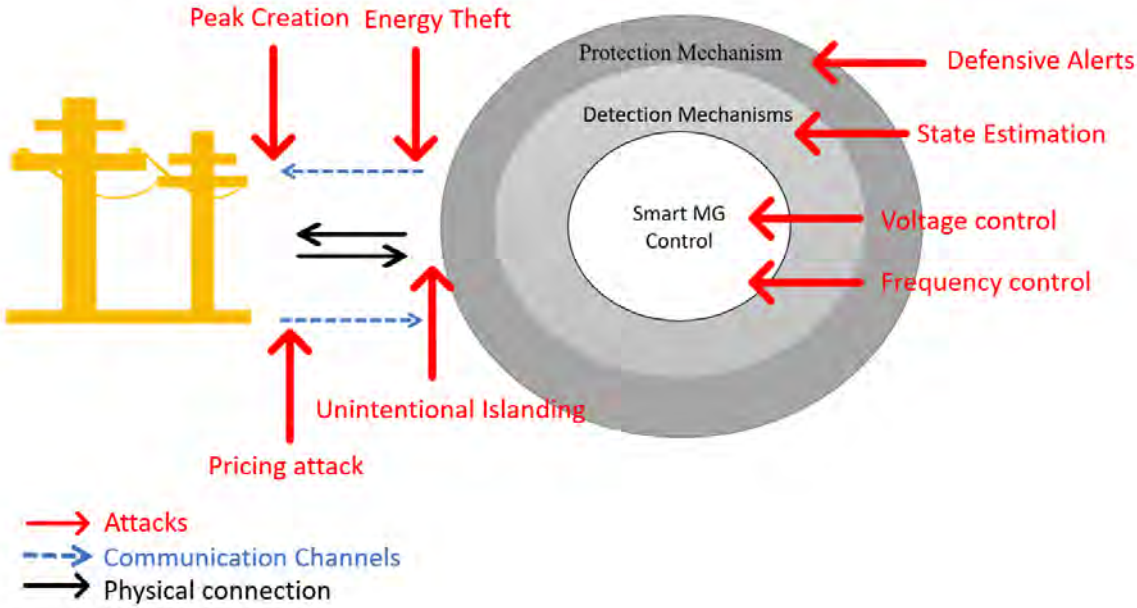 Peak Creation
Energy Theft
Protection Mechanism
Defensive Alerts
Detection Mechanisms
State Estimation
Smart MG
Control
Voltage control
Frequency control
Unintentional Islanding
Pricing attack
Attacks
Communication Channels
Physical connection